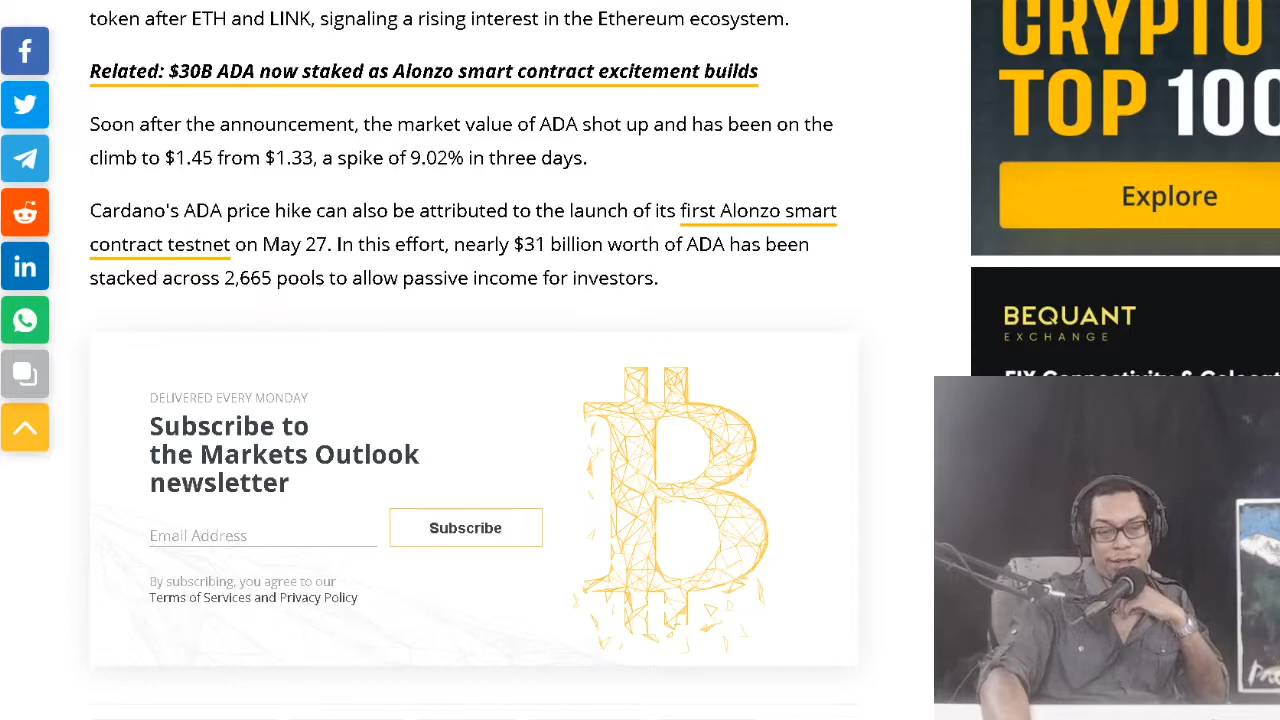 token after ETH and LINK, signaling a rising interest in the Ethereum ecosystem.
Related: $30B ADA now staked as Alonzo smart contract excitement builds
Soon after the announcement, the market value of ADA shot up and has been on the
climb to $1.45 from $1.33, a spike of 9.02% in three days.
Cardano's ADA price hike can also be attributed to the launch of its first Alonzo smart
contract testnet on May 27. In this effort, nearly $31 billion worth of ADA has been
stacked across 2,665 pools to allow passive income for investors.
DELIVERED EVERY MONDAY
Subscribe to
the Markets Outlook
newsletter
Email Address
Subscribe
By subscribing, you agree to our
Terms of Services and Privacy Policy
CRYPTO
TOP 100
Explore
BEQUANT
EXCHANGE